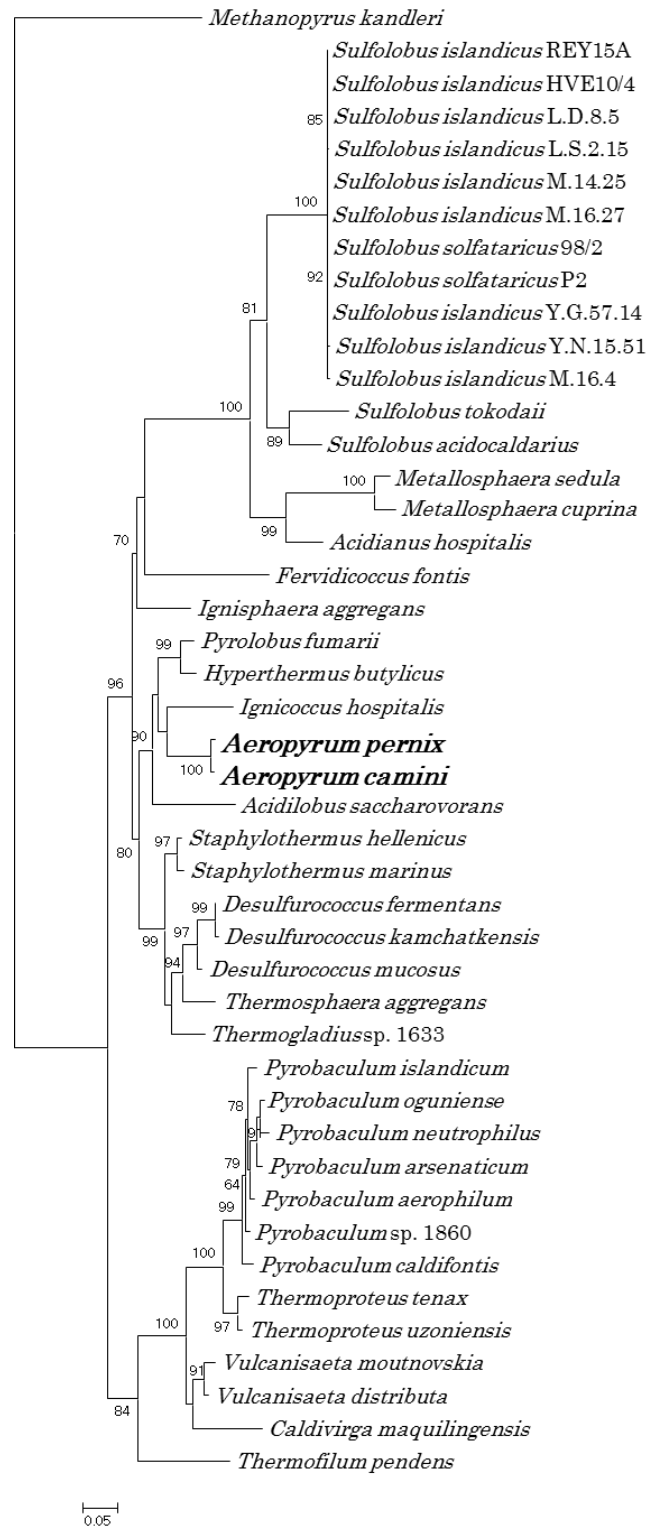 Methanopyrus kandleri
Sulfolobus islandicus REY15A
Sulfolobus islandicus HVE10/4
Sulfolobus islandicus L.D.8.5
85
Sulfolobus islandicus L.S.2.15
Sulfolobus islandicus M.14.25
100
Sulfolobus islandicus M.16.27
Sulfolobus solfataricus 98/2
92
Sulfolobus solfataricus P2
Sulfolobus islandicus Y.G.57.14
81
Sulfolobus islandicus Y.N.15.51
Sulfolobus islandicus M.16.4
100
Sulfolobus tokodaii
89
Sulfolobus acidocaldarius
100
Metallosphaera sedula
Metallosphaera cuprina
99
Acidianus hospitalis
70
Fervidicoccus fontis
Ignisphaera aggregans
99
Pyrolobus fumarii
Hyperthermus butylicus
96
Ignicoccus hospitalis
90
Aeropyrum pernix
100
Aeropyrum camini
Acidilobus saccharovorans
97
Staphylothermus hellenicus
80
Staphylothermus marinus
99
Desulfurococcus fermentans
97
Desulfurococcus kamchatkensis
99
94
Desulfurococcus mucosus
Thermosphaera aggregans
Thermogladius sp. 1633
Pyrobaculum islandicum
78
Pyrobaculum oguniense
Pyrobaculum neutrophilus
79
Pyrobaculum arsenaticum
64
Pyrobaculum aerophilum
99
Pyrobaculum sp. 1860
100
Pyrobaculum caldifontis
Thermoproteus tenax
100
97
Thermoproteus uzoniensis
91
Vulcanisaeta moutnovskia
Vulcanisaeta distributa
84
Caldivirga maquilingensis
Thermofilum pendens
0.05